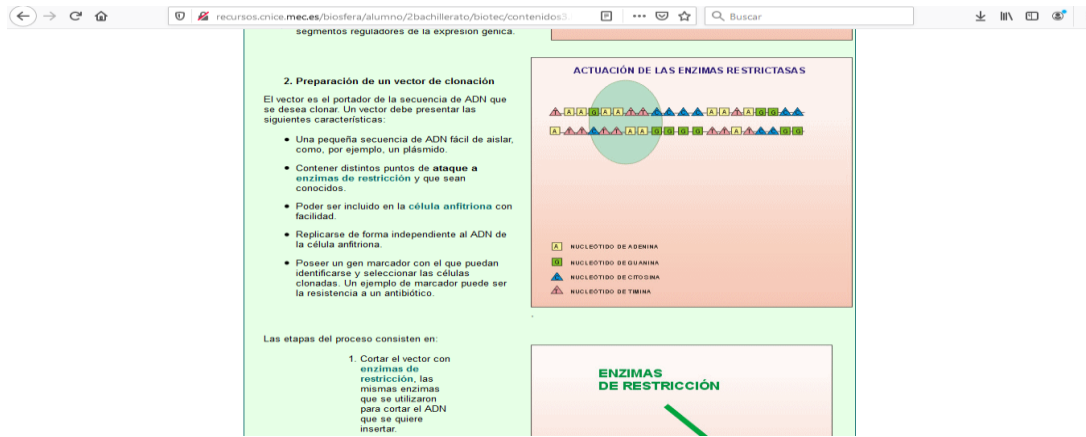 recursos.cnice.mec.es/biosfera/alumno/2bachillerato/biotec/contenidos3.
Buscar
segmentos reguladores de la expresión génica.
2. Preparación de un vector de clonación
El vector es el portador de la secuencia de ADN que
se desea clonar. Un vector debe presentar las
siguientes características:
Una pequeña secuencia de ADN fácil de aislar,
como, por ejemplo, un plásmido.
Contener distintos puntos de ataque a
enzimas de restricción y que sean
conocidos.
Poder ser incluido en la célula anfitriona con
facilidad.
Replicarse de forma independiente al ADN de
la célula anfitriona.
Poseer un gen marcador con el que puedan
identificarse y seleccionar las células
clonadas. Un ejemplo de marcador puede ser
la resistencia a un antibiótico.
ACTUACIÓN DE LAS ENZIMAS RESTRICTASAS
T A A G A A T T C C C C A A T A G G C C
A T T C T T A A G G G G T T A T C C G G
A NUCLEÓTIDO DE ADENINA
G NUCLEÓTIDO DE GUANINA
C NUCLEÓTIDO DE CITOSINA
T NUCLEÓTIDO DE TIMINA
Las etapas del proceso consisten en:
1. Cortar el vector con
enzimas de
restricción, las
mismas enzimas
que se utilizaron
para cortar el ADN
que se quiere
insertar.
ENZIMAS
DE RESTRICCIÓN